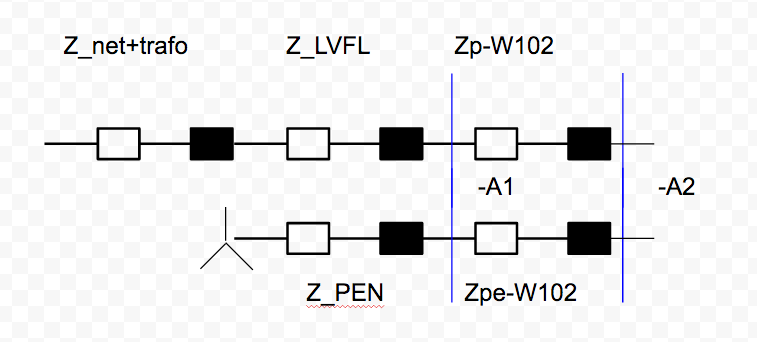 Z_net+trafo Z_LVFL Zp-W102
-A1 -A2
Z_PEN Zpe-W102